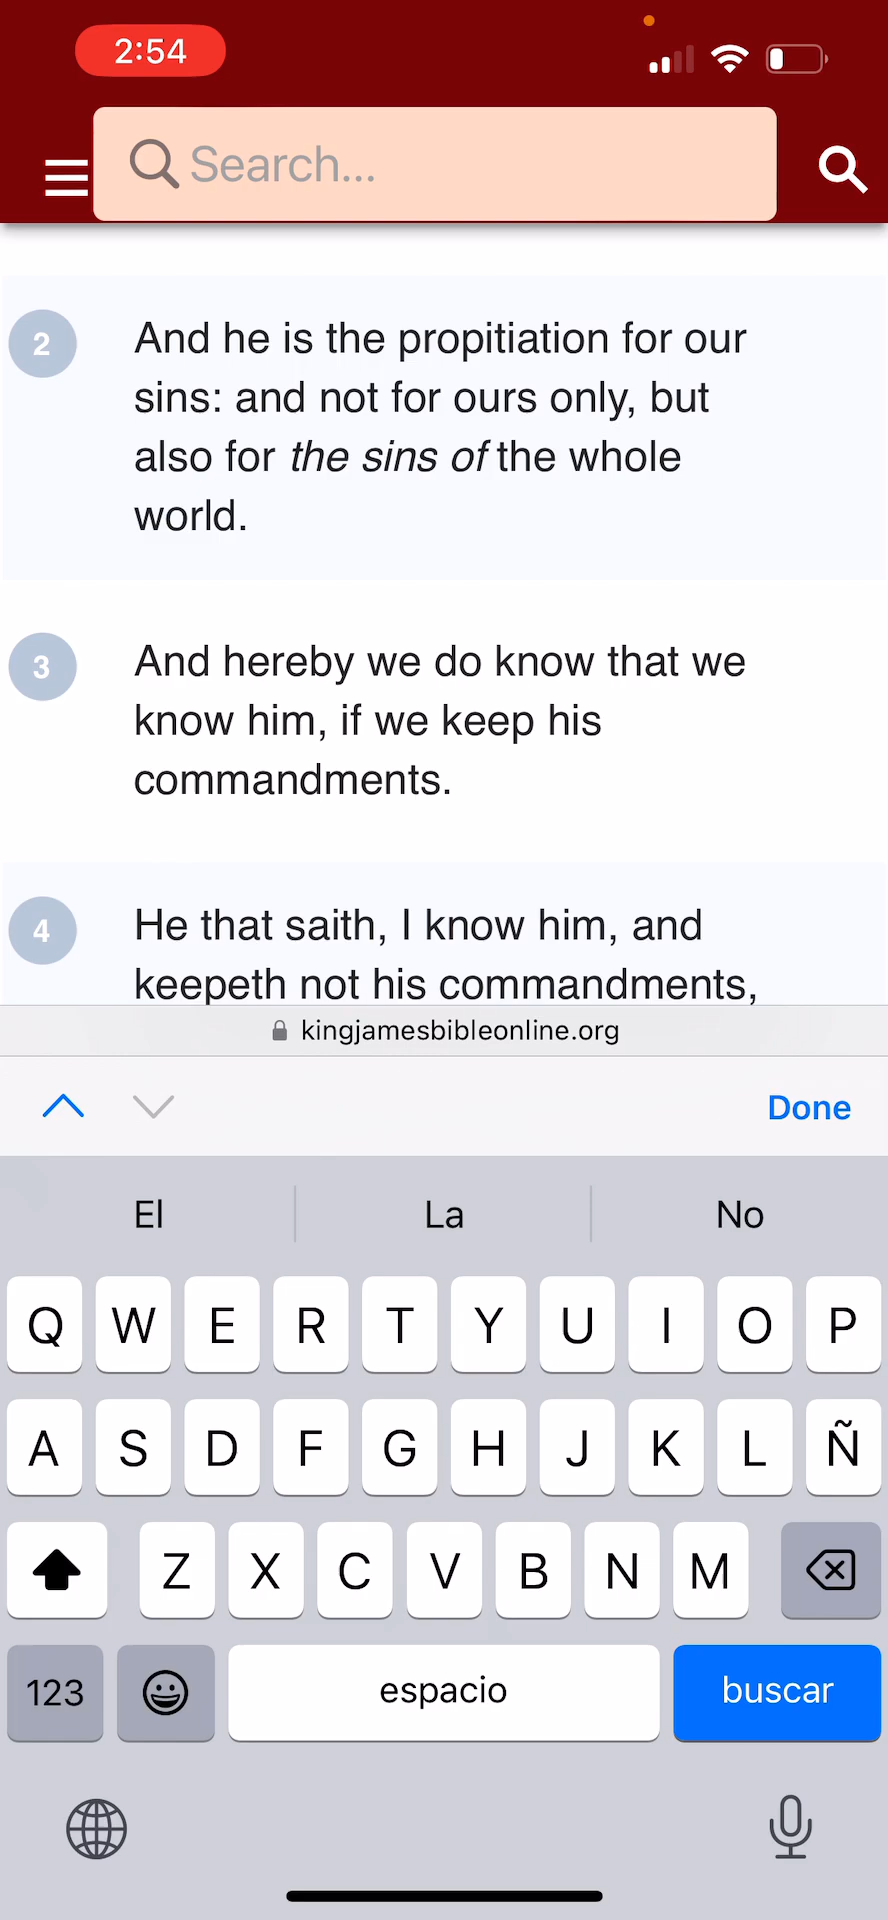 2:54
Search...
2
And he is the propitiation for our
sins: and not for ours only, but
also for the sins of the whole
world.
3
And hereby we do know that we
know him, if we keep his
commandments.
4
He that saith, I know him, and
keepeth not his commandments,
kingjamesbibleonline.org
Done
El La No
Q W E R T Y U I O P
A S D F G H J K L Ñ
Z X C V B N M
123 espacio buscar